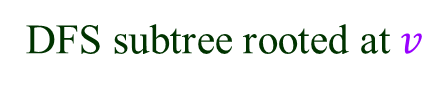 DFS subtree rooted at 𝑣